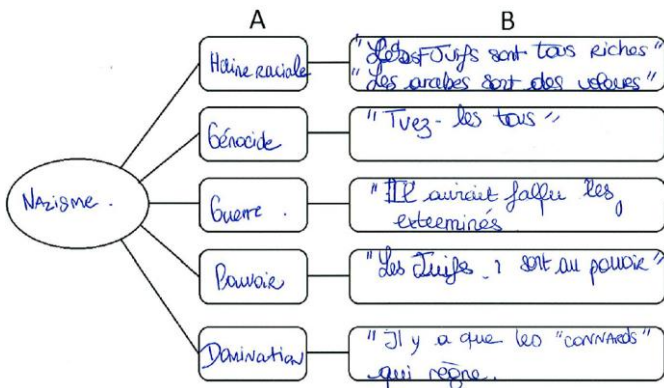 A B
Haine raciale
"Les Juifs sont tous riches"
"Les arabes sont des voleurs"
Génocide
"Tuez-les tous"
Nazisme.
Guerre.
"Il aurait fallu les
exterminés
Pouvoir
"Les Juifs sont au pouvoir"
Domination
"Il y a que les "CONNARDS"
qui règne.